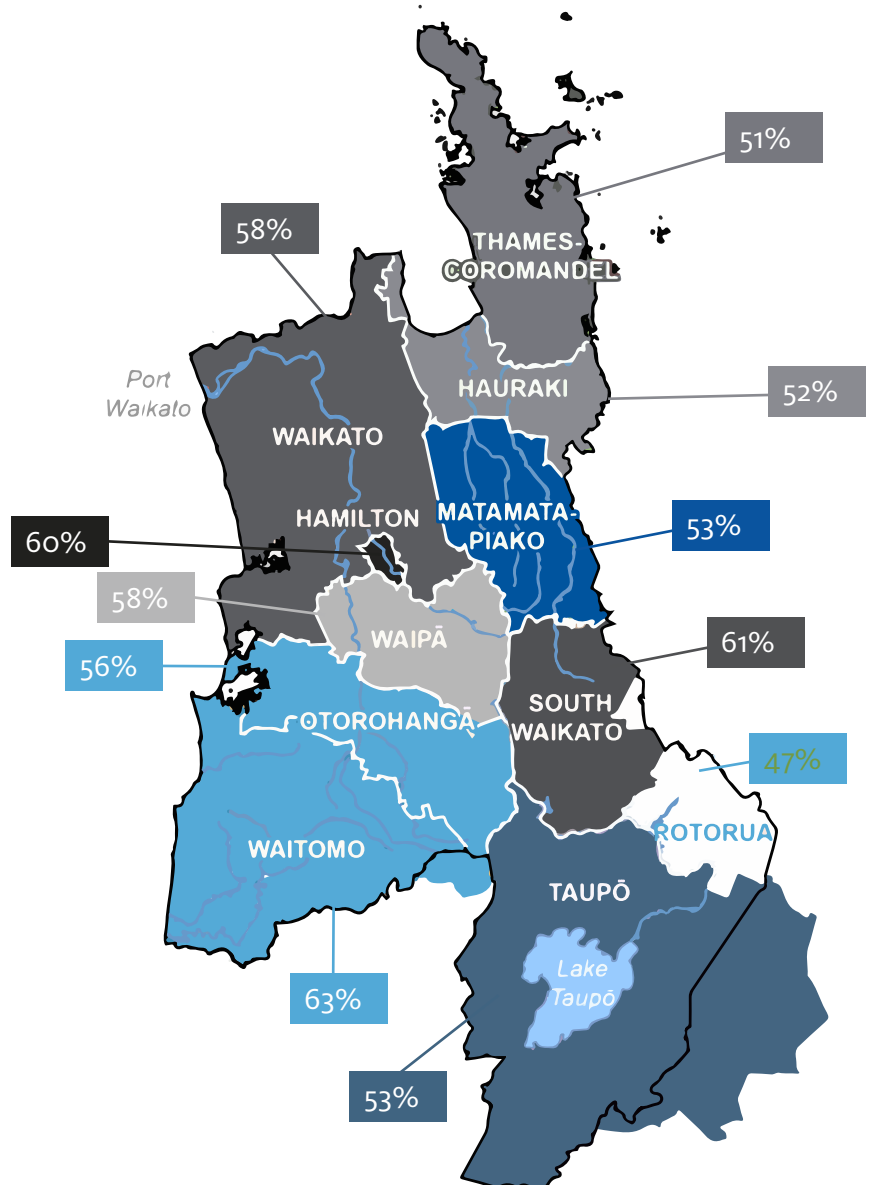 51%
58%
THAMES-
COROMANDEL
Port
Waikato
HAURAKI
52%
WAIKATO
HAMILTON
MATAMATA-
PIAKO
53%
60%
58%
WAIPĀ
61%
56%
SOUTH
WAIKATO
OTOROHANGĀ
47%
ROTORUA
WAITOMO
TAUPŌ
Lake
Taupō
63%
53%